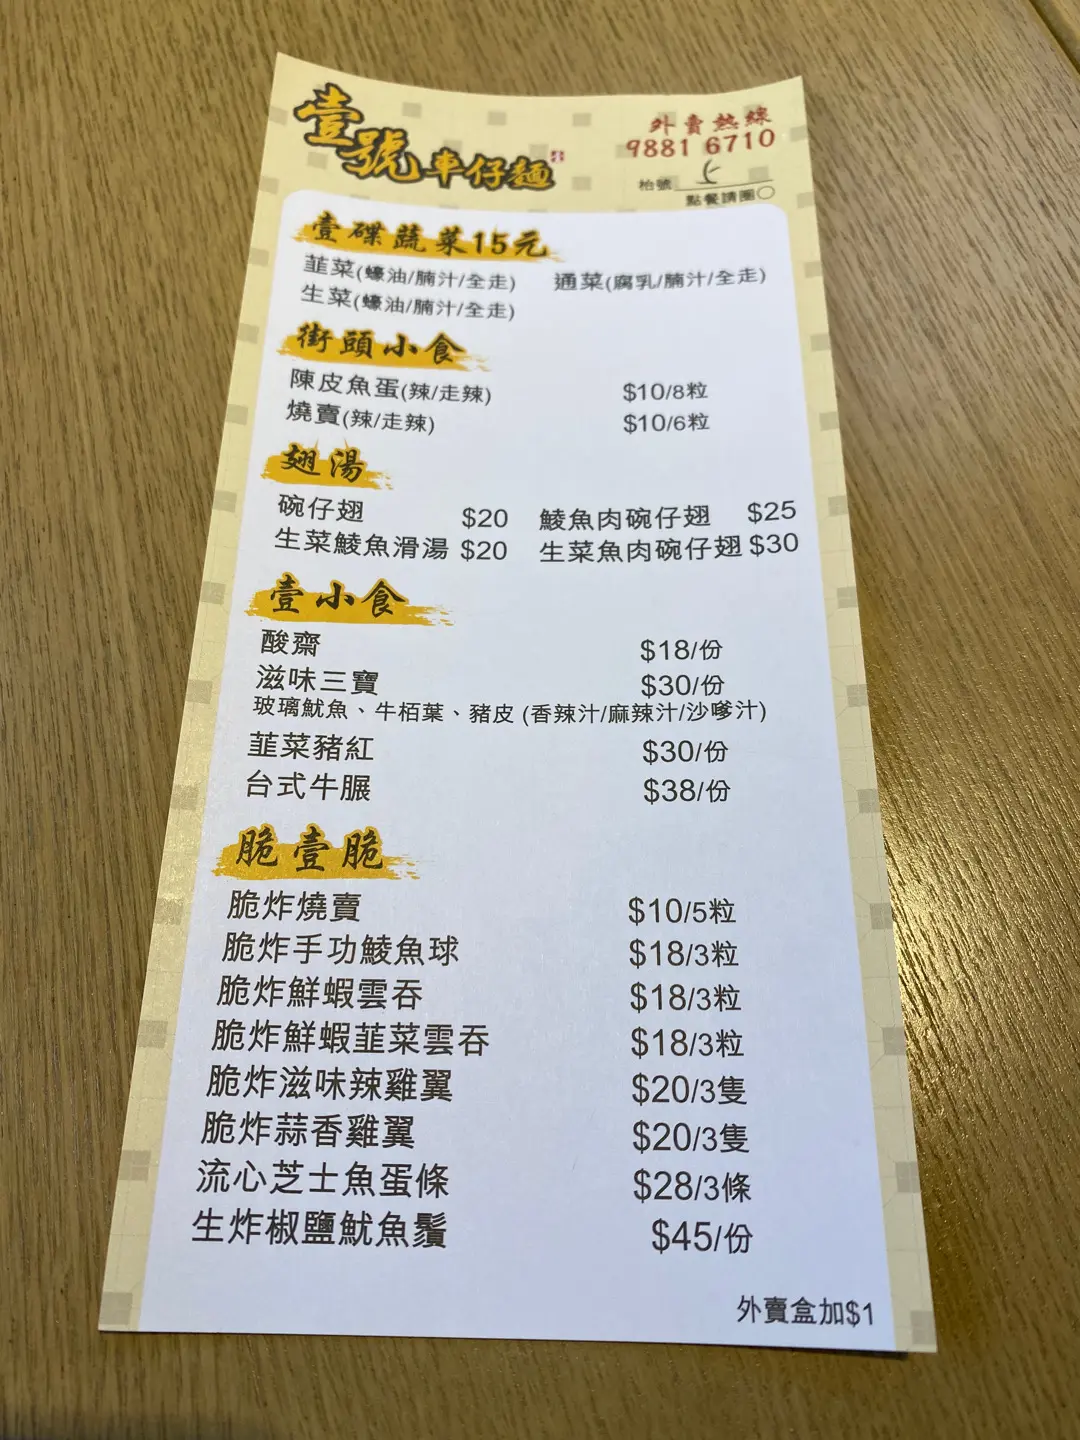 壹號車仔麵
外賣熱線
9881 6710
枱號 5
點餐請圈○
壹碟蔬菜15元
韮菜(蠔油/腩汁/全走) 通菜(腐乳/腩汁/全走)
生菜(蠔油/腩汁/全走)
街頭小食
陳皮魚蛋(辣/走辣) $10/8粒
燒賣(辣/走辣) $10/6粒
翅湯
碗仔翅 $20 鯪魚肉碗仔翅 $25
生菜鯪魚滑湯 $20 生菜魚肉碗仔翅 $30
壹小食
酸齋 $18/份
滋味三寶 $30/份
玻璃魷魚、牛栢葉、豬皮 (香辣汁/麻辣汁/沙嗲汁)
韮菜豬紅 $30/份
台式牛𦟌 $38/份
脆壹脆
脆炸燒賣 $10/5粒
脆炸手功鯪魚球 $18/3粒
脆炸鮮蝦雲吞 $18/3粒
脆炸鮮蝦韮菜雲吞 $18/3粒
脆炸滋味辣雞翼 $20/3隻
脆炸蒜香雞翼 $20/3隻
流心芝士魚蛋條 $28/3條
生炸椒鹽魷魚鬚 $45/份
外賣盒加$1